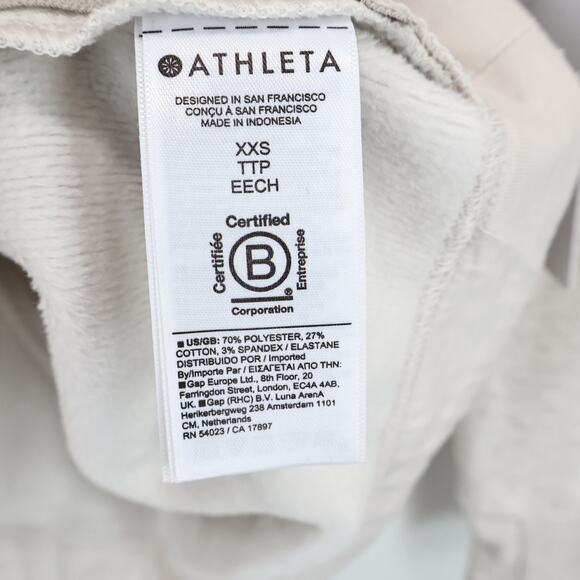 ATHLETA
DESIGNED IN SAN FRANCISCO
CONÇU À SAN FRANCISCO
MADE IN INDONESIA
XXS
TTP
EECH
Certified
Certifiée
B
Entreprise
®
Corporation
US/GB: 70% POLYESTER, 27%
COTTON, 3% SPANDEX / ELASTANE
DISTRIBUIDO POR / Imported
By/Importe Par / ΕΙΣΑΓΕΤΑΙ ΑΠΟ ΤΗΝ:
Gap Europe Ltd., 8th Floor, 20
Farringdon Street, London, EC4A 4AB.
UK. Gap (RHC) B.V. Luna ArenA
Herikerbergweg 238 Amsterdam 1101
CM, Netherlands
RN 54023 / CA 17897